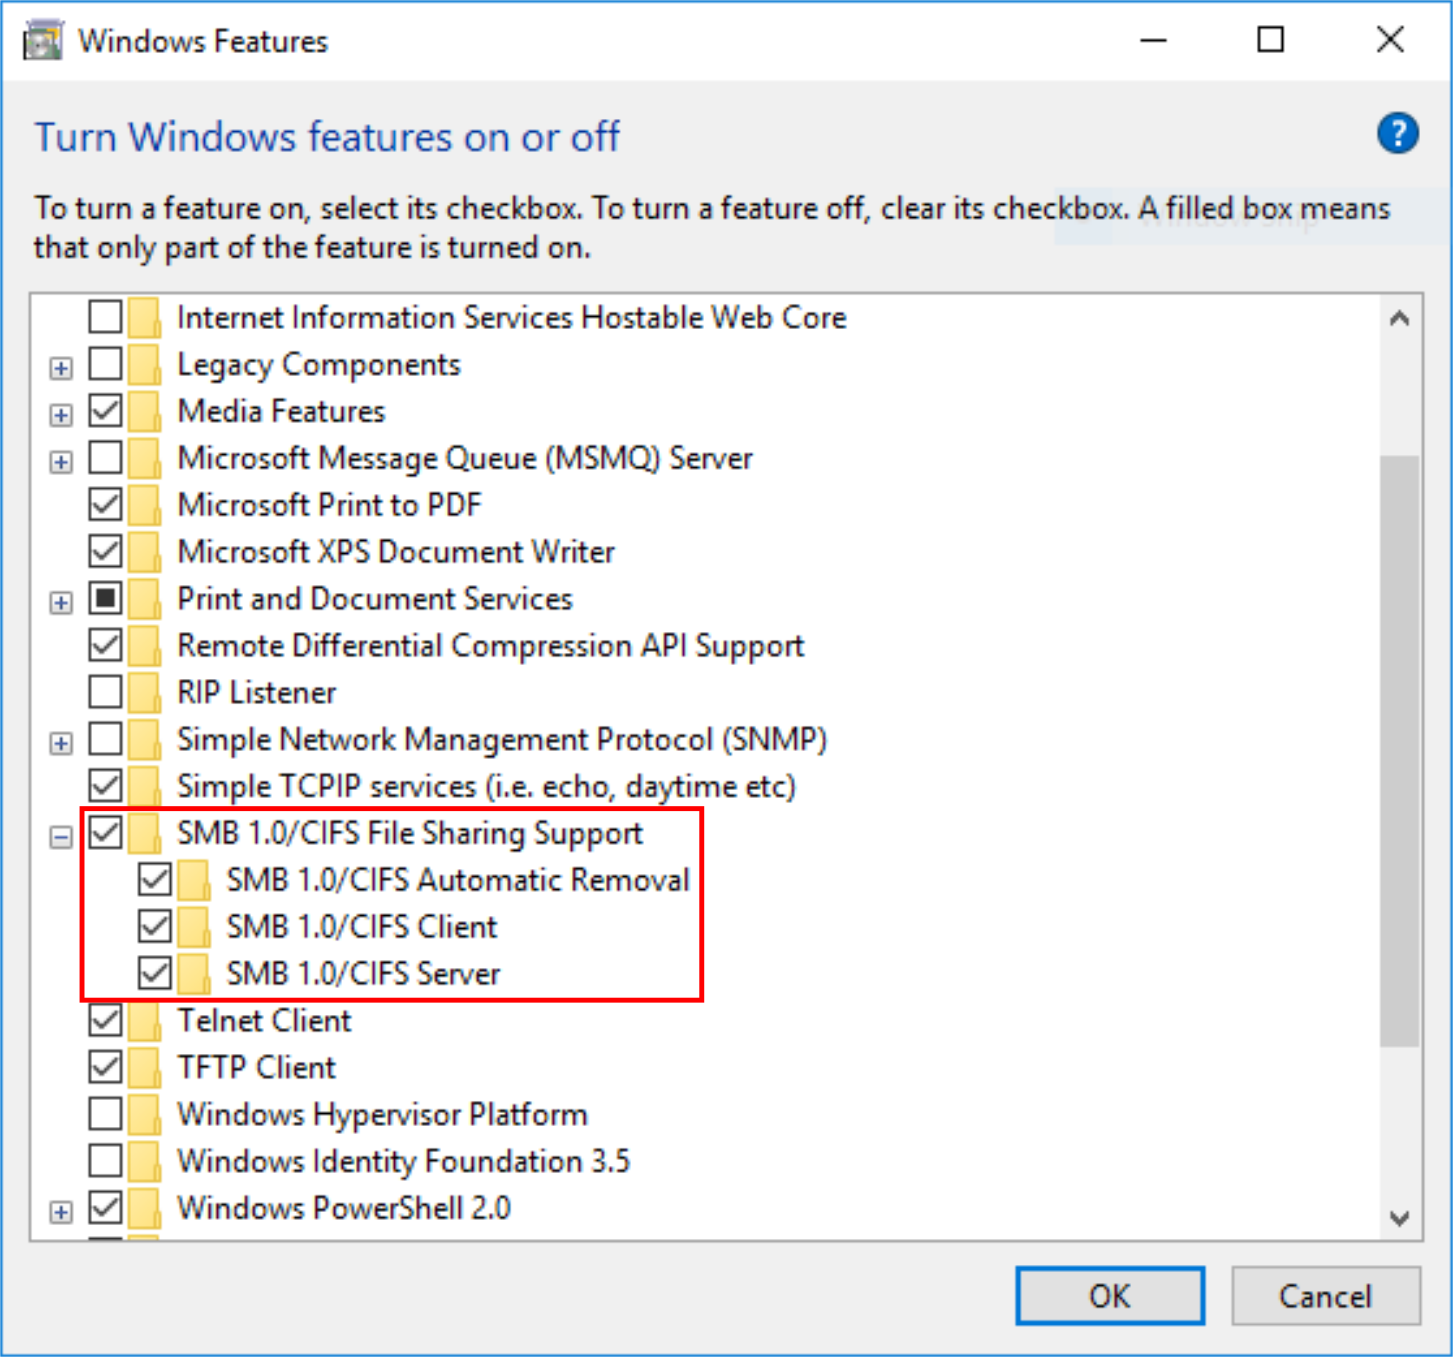 Windows Features
Turn Windows features on or off
?
To turn a feature on, select its checkbox. To turn a feature off, clear its checkbox. A filled box means
that only part of the feature is turned on.
Internet Information Services Hostable Web Core
Legacy Components
Media Features
Microsoft Message Queue (MSMQ) Server
Microsoft Print to PDF
Microsoft XPS Document Writer
Print and Document Services
Remote Differential Compression API Support
RIP Listener
Simple Network Management Protocol (SNMP)
Simple TCPIP services (i.e. echo, daytime etc)
SMB 1.0/CIFS File Sharing Support
SMB 1.0/CIFS Automatic Removal
SMB 1.0/CIFS Client
SMB 1.0/CIFS Server
Telnet Client
TFTP Client
Windows Hypervisor Platform
Windows Identity Foundation 3.5
Windows PowerShell 2.0
OK Cancel